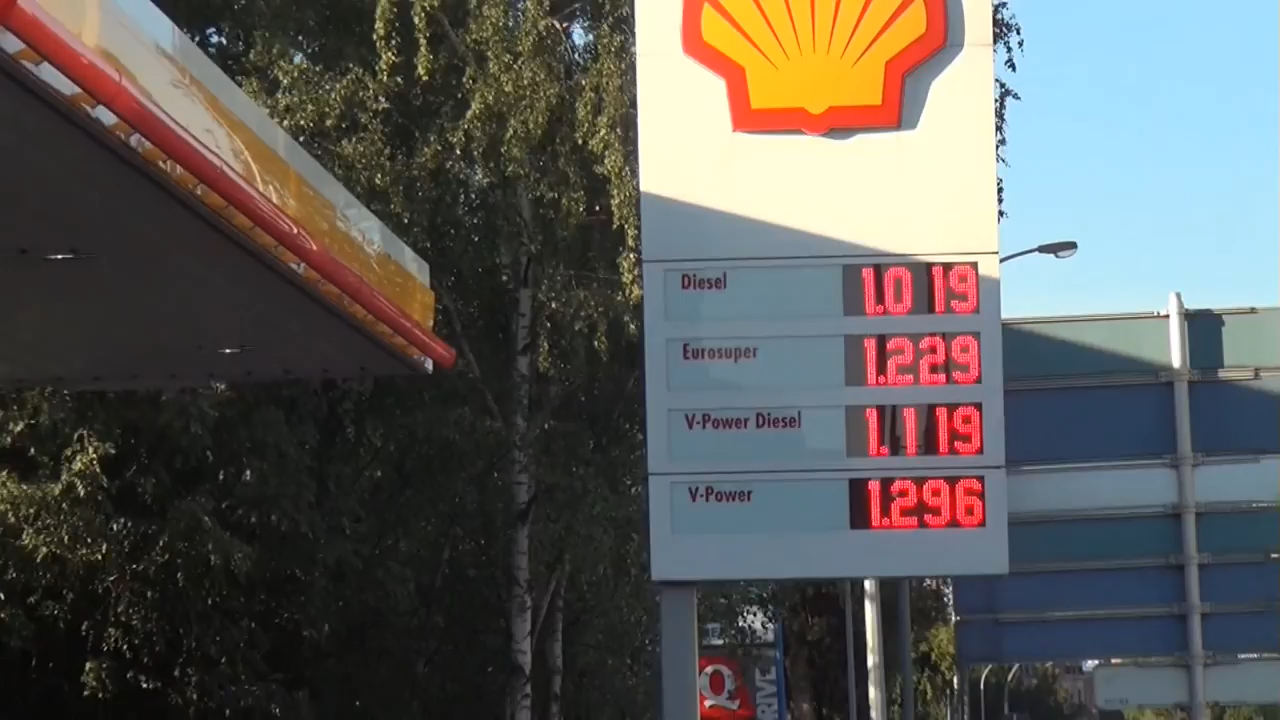 Diesel 1.019
Eurosuper 1.229
V-Power Diesel 1.119
V-Power 1.296
Q